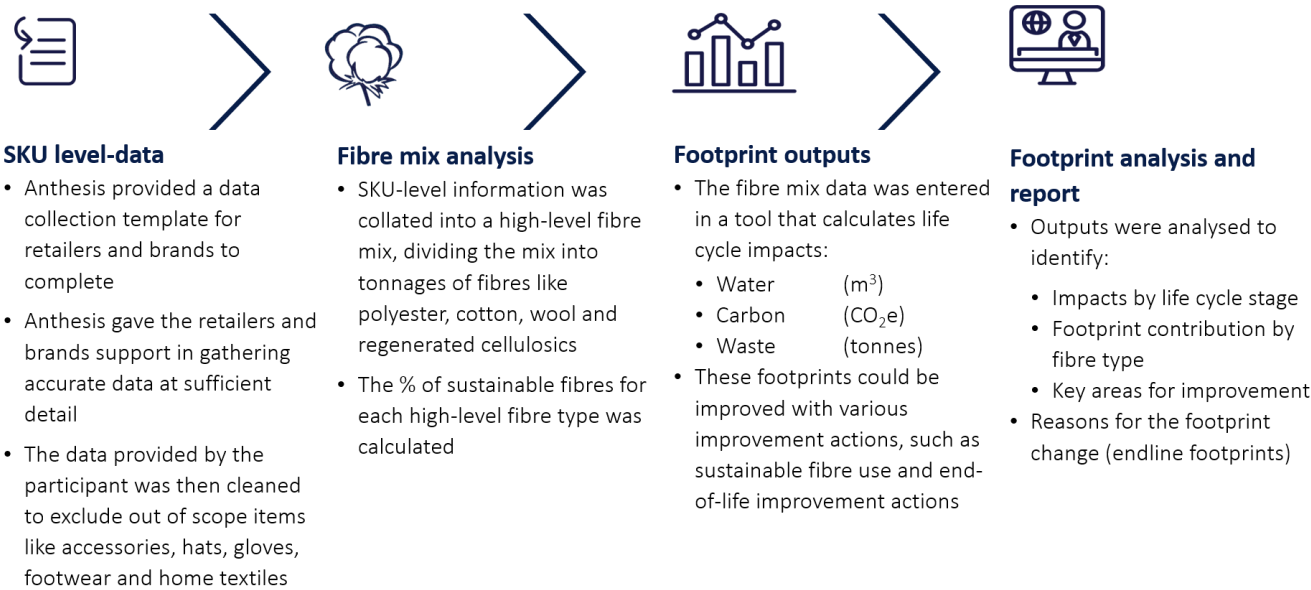 SKU level-data
• Anthesis provided a data
collection template for
retailers and brands to
complete
• Anthesis gave the retailers and
brands support in gathering
accurate data at sufficient
detail
• The data provided by the
participant was then cleaned
to exclude out of scope items
like accessories, hats, gloves,
footwear and home textiles
Fibre mix analysis
• SKU-level information was
collated into a high-level fibre
mix, dividing the mix into
tonnages of fibres like
polyester, cotton, wool and
regenerated cellulosics
• The % of sustainable fibres for
each high-level fibre type was
calculated
Footprint outputs
• The fibre mix data was entered
in a tool that calculates life
cycle impacts:
• Water (m³)
• Carbon (CO₂e)
• Waste (tonnes)
• These footprints could be
improved with various
improvement actions, such as
sustainable fibre use and end-
of-life improvement actions
Footprint analysis and
report
• Outputs were analysed to
identify:
• Impacts by life cycle stage
• Footprint contribution by
fibre type
• Key areas for improvement
• Reasons for the footprint
change (endline footprints)